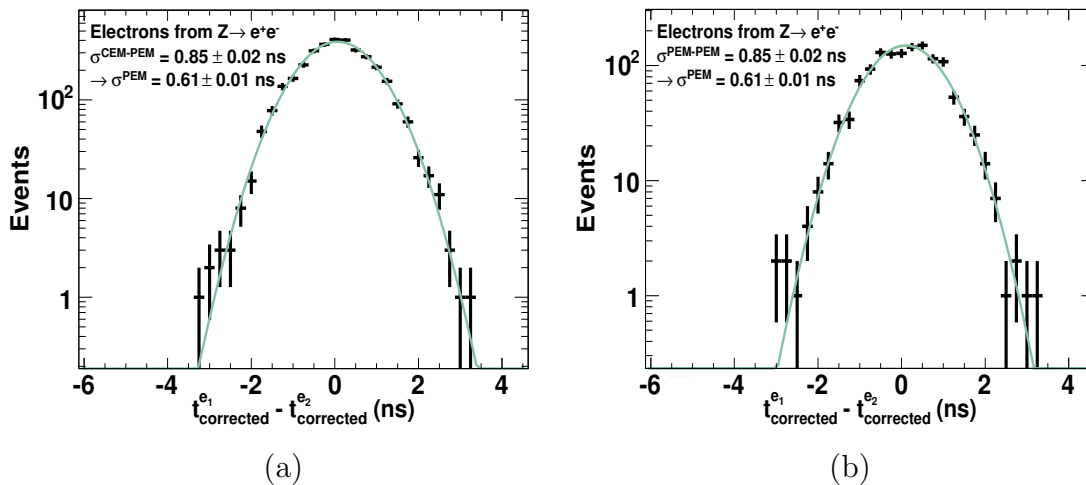 Electrons from Z→ e⁺e⁻
σ^CEM-PEM = 0.85 ± 0.02 ns
→ σ^PEM = 0.61 ± 0.01 ns
Events
10²
10
1
-6 -4 -2 0 2 4
t^e₁_corrected - t^e₂_corrected (ns)
(a)
Electrons from Z→ e⁺e⁻
σ^PEM-PEM = 0.85 ± 0.02 ns
→ σ^PEM = 0.61 ± 0.01 ns
Events
10²
10
1
-6 -4 -2 0 2 4
t^e₁_corrected - t^e₂_corrected (ns)
(b)